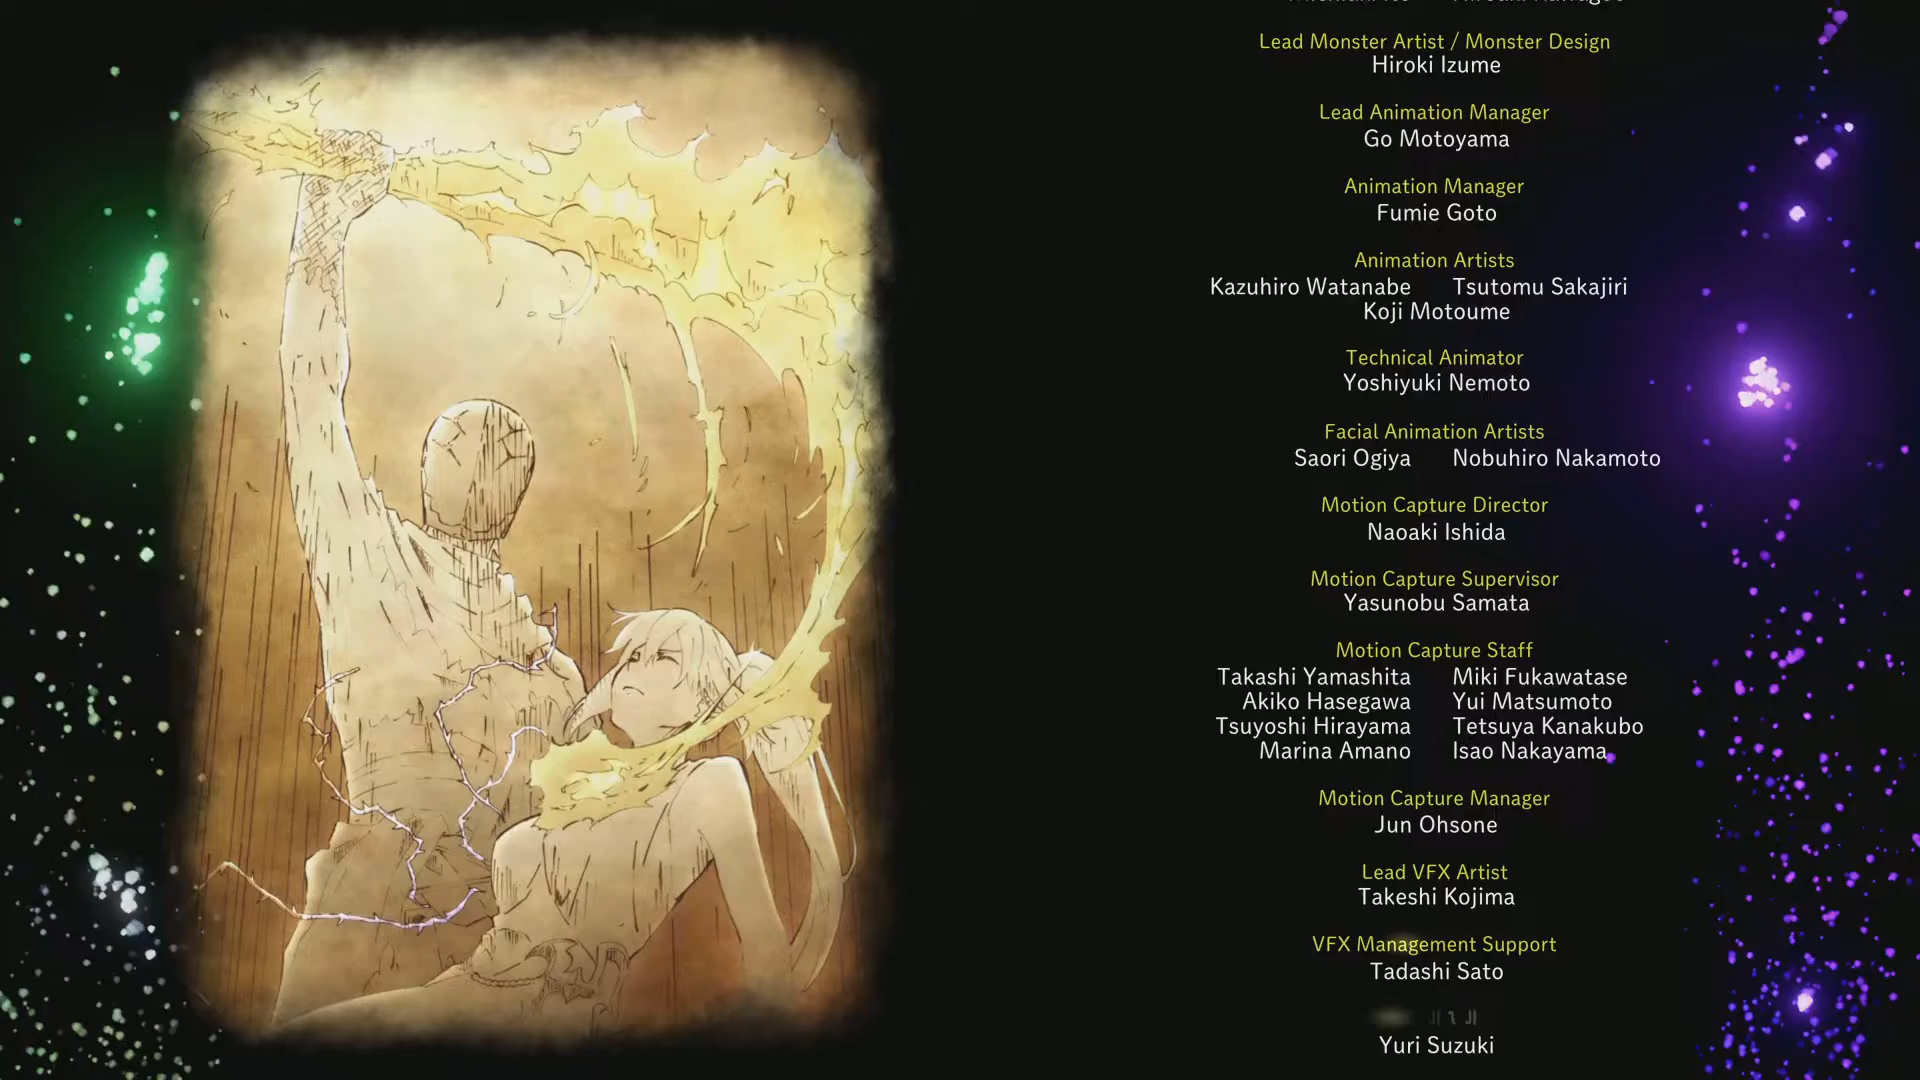 Lead Monster Artist / Monster Design
Hiroki Izume
Lead Animation Manager
Go Motoyama
Animation Manager
Fumie Goto
Animation Artists
Kazuhiro Watanabe Tsutomu Sakajiri
Koji Motoume
Technical Animator
Yoshiyuki Nemoto
Facial Animation Artists
Saori Ogiya Nobuhiro Nakamoto
Motion Capture Director
Naoaki Ishida
Motion Capture Supervisor
Yasunobu Samata
Motion Capture Staff
Takashi Yamashita Miki Fukawatase
Akiko Hasegawa Yui Matsumoto
Tsuyoshi Hirayama Tetsuya Kanakubo
Marina Amano Isao Nakayama
Motion Capture Manager
Jun Ohsone
Lead VFX Artist
Takeshi Kojima
VFX Management Support
Tadashi Sato
Yuri Suzuki